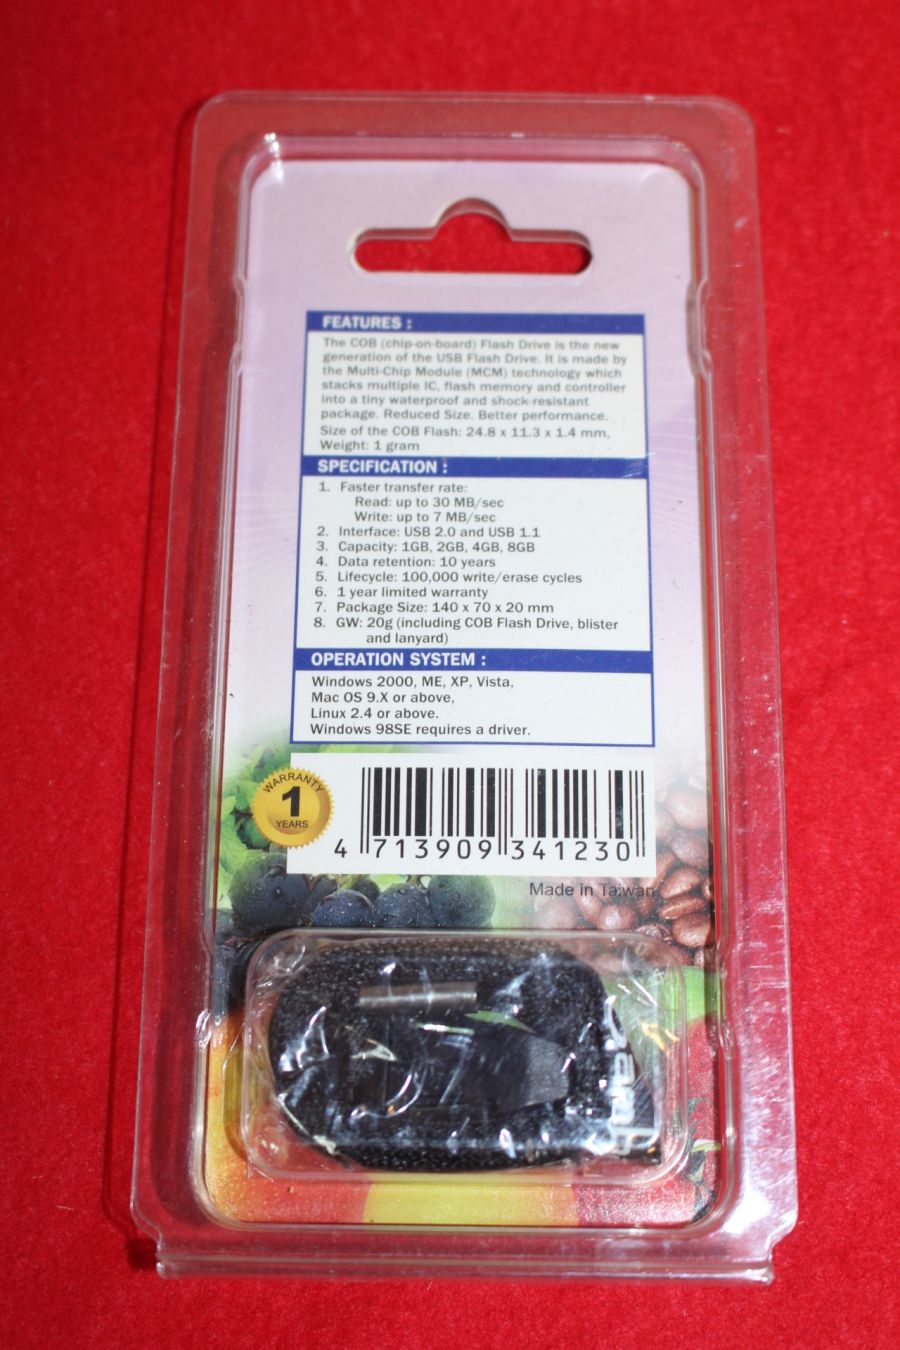 FEATURES :
The COB (chip-on-board) Flash Drive is the new
generation of the USB Flash Drive. It is made by
the Multi-Chip Module (MCM) technology which
stacks multiple IC, flash memory and controller
into a tiny waterproof and shock-resistant
package. Reduced Size. Better performance.
Size of the COB Flash: 24.8 x 11.3 x 1.4 mm,
Weight: 1 gram
SPECIFICATION :
1. Faster transfer rate:
Read: up to 30 MB/sec
Write: up to 7 MB/sec
2. Interface: USB 2.0 and USB 1.1
3. Capacity: 1GB, 2GB, 4GB, 8GB
4. Data retention: 10 years
5. Lifecycle: 100,000 write/erase cycles
6. 1 year limited warranty
7. Package Size: 140 x 70 x 20 mm
8. GW: 20g (including COB Flash Drive, blister
and lanyard)
OPERATION SYSTEM :
Windows 2000, ME, XP, Vista,
Mac OS 9.X or above,
Linux 2.4 or above.
Windows 98SE requires a driver.
WARRANTY
1
YEARS
4 713909 341230
Made in Taiwan